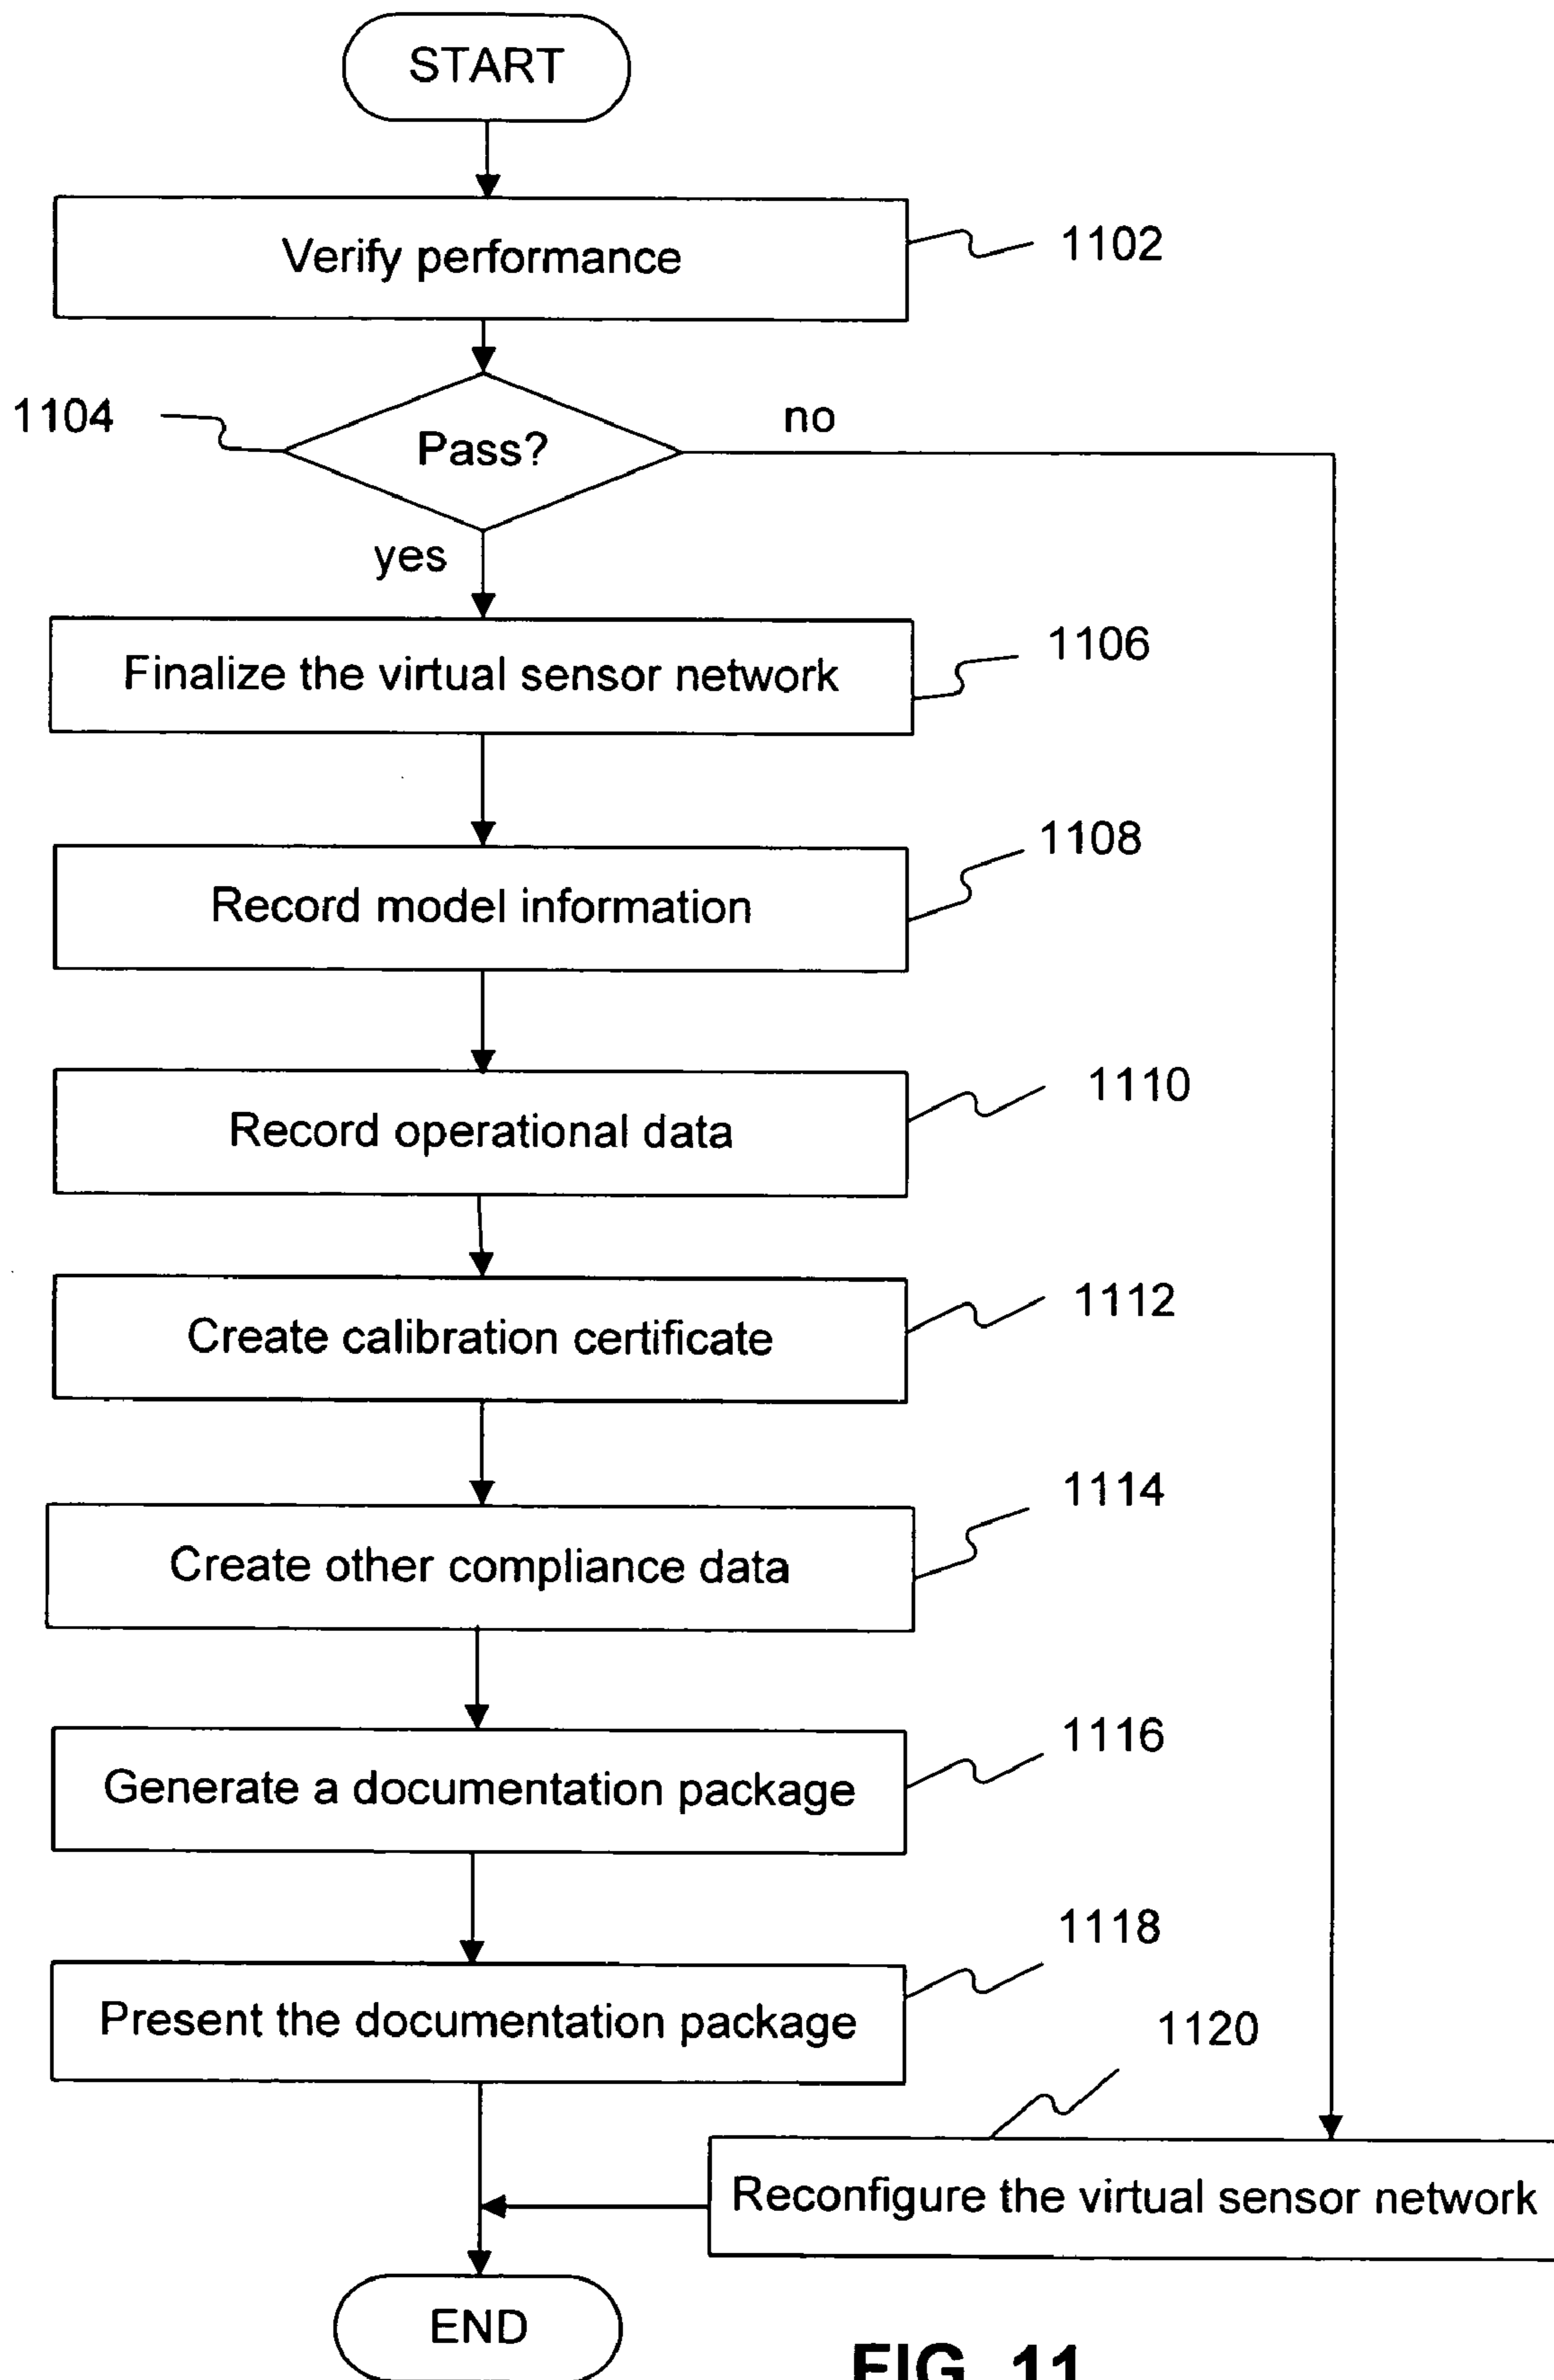 START
Verify performance
1102
1104
Pass?
no
yes
Finalize the virtual sensor network
1106
Record model information
1108
Record operational data
1110
Create calibration certificate
1112
Create other compliance data
1114
Generate a documentation package
1116
Present the documentation package
1118
1120
Reconfigure the virtual sensor network
END
FIG. 11